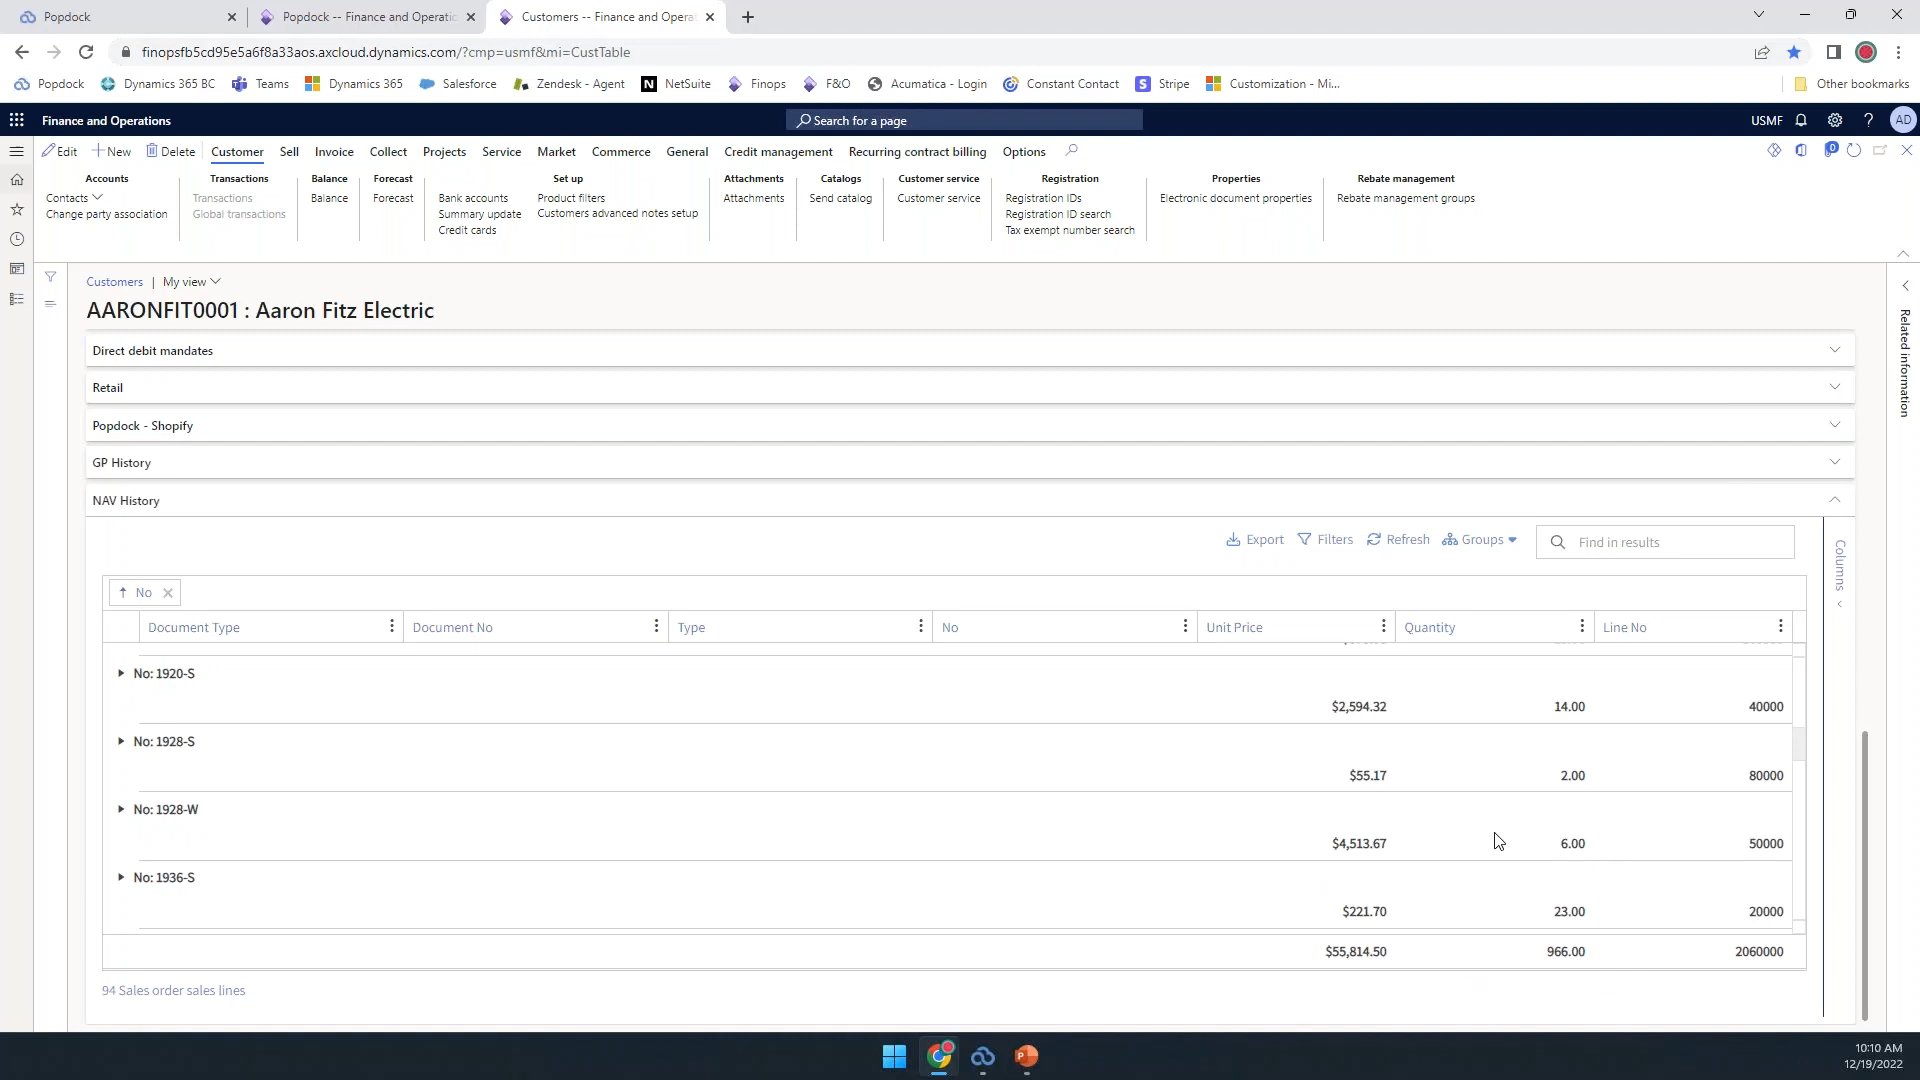 Popdock
Popdock -- Finance and Operatio
Customers -- Finance and Opera
finopsfb5cd95e5a6f8a33aos.axcloud.dynamics.com/?cmp=usmf&mi=CustTable
Popdock Dynamics 365 BC Teams Dynamics 365 Salesforce Zendesk - Agent NetSuite Finops F&O Acumatica - Login Constant Contact Stripe Customization - Mi... Other bookmarks
Finance and Operations Search for a page USMF ? AD
Edit New Delete Customer Sell Invoice Collect Projects Service Market Commerce General Credit management Recurring contract billing Options 0
Accounts Transactions Balance Forecast Set up Attachments Catalogs Customer service Registration Properties Rebate management
Contacts Transactions Balance Forecast Bank accounts Product filters Attachments Send catalog Customer service Registration IDs Electronic document properties Rebate management groups
Change party association Global transactions Summary update Customers advanced notes setup Registration ID search
Credit cards Tax exempt number search
Customers | My view
AARONFIT0001 : Aaron Fitz Electric
Related information
Direct debit mandates
Retail
Popdock - Shopify
GP History
NAV History
Export Filters Refresh Groups Find in results
Columns
No
Document Type Document No Type No Unit Price Quantity Line No
No: 1920-S
$2,594.32 14.00 40000
No: 1928-S
$55.17 2.00 80000
No: 1928-W
$4,513.67 6.00 50000
No: 1936-S
$221.70 23.00 20000
$55,814.50 966.00 2060000
94 Sales order sales lines
10:10 AM
12/19/2022